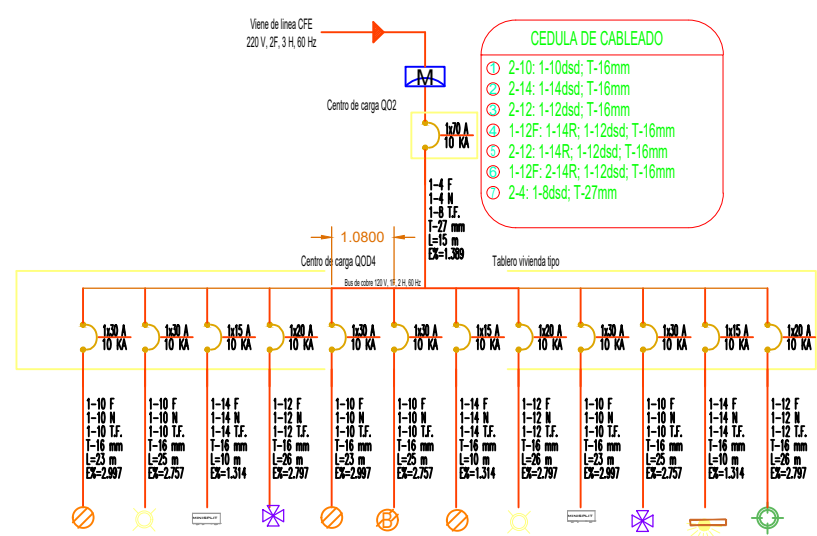 Viene de linea CFE
220 V, 2F, 3 H, 60 Hz
M
Centro de carga QO2
1x70 A
10 KA
CEDULA DE CABLEADO
1 2-10: 1-10dsd; T-16mm
2 2-14: 1-14dsd; T-16mm
3 2-12: 1-12dsd; T-16mm
4 1-12F: 1-14R; 1-12dsd; T-16mm
5 2-12: 1-14R; 1-12dsd; T-16mm
6 1-12F: 2-14R; 1-12dsd; T-16mm
7 2-4: 1-8dsd; T-27mm
1-4 F
1-4 N
1-8 T.F.
T-27 mm
L=15 m
E%=1.389
1.0800
Centro de carga QOD4
Tablero vivienda tipo
Bus de cobre 120 V, 1F, 2 H, 60 Hz
1x30 A
10 KA
1x30 A
10 KA
1x15 A
10 KA
1x20 A
10 KA
1x30 A
10 KA
1x30 A
10 KA
1x15 A
10 KA
1x20 A
10 KA
1x30 A
10 KA
1x30 A
10 KA
1x15 A
10 KA
1x20 A
10 KA
1-10 F
1-10 N
1-10 T.F.
T-16 mm
L=23 m
E%=2.997
1-10 F
1-10 N
1-10 T.F.
T-16 mm
L=25 m
E%=2.757
1-14 F
1-14 N
1-14 T.F.
T-16 mm
L=10 m
E%=1.314
1-12 F
1-12 N
1-12 T.F.
T-16 mm
L=26 m
E%=2.797
1-10 F
1-10 N
1-10 T.F.
T-16 mm
L=23 m
E%=2.997
1-10 F
1-10 N
1-10 T.F.
T-16 mm
L=25 m
E%=2.757
1-14 F
1-14 N
1-14 T.F.
T-16 mm
L=10 m
E%=1.314
1-12 F
1-12 N
1-12 T.F.
T-16 mm
L=26 m
E%=2.797
1-10 F
1-10 N
1-10 T.F.
T-16 mm
L=23 m
E%=2.997
1-10 F
1-10 N
1-10 T.F.
T-16 mm
L=25 m
E%=2.757
1-14 F
1-14 N
1-14 T.F.
T-16 mm
L=10 m
E%=1.314
1-12 F
1-12 N
1-12 T.F.
T-16 mm
L=26 m
E%=2.797
MINISPLIT
B
MINISPLIT